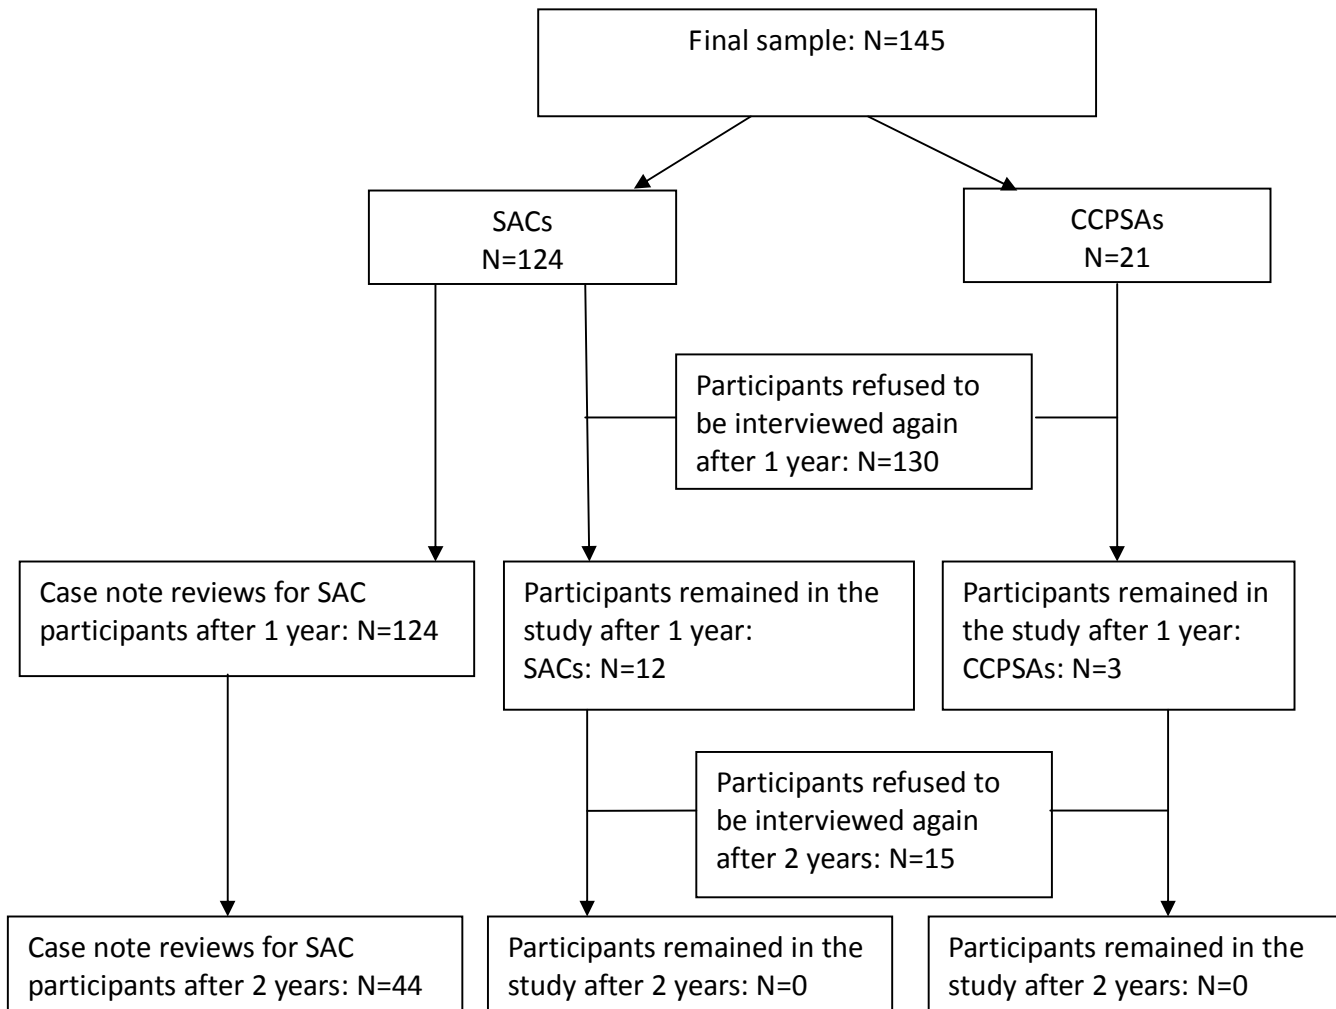 Final sample: N=145
SACs
N=124
CCPSAs
N=21
Participants refused to
be interviewed again
after 1 year: N=130
Case note reviews for SAC
participants after 1 year: N=124
Participants remained in the
study after 1 year:
SACs: N=12
Participants remained in
the study after 1 year:
CCPSAs: N=3
Participants refused to
be interviewed again
after 2 years: N=15
Case note reviews for SAC
participants after 2 years: N=44
Participants remained in the
study after 2 years: N=0
Participants remained in the
study after 2 years: N=0